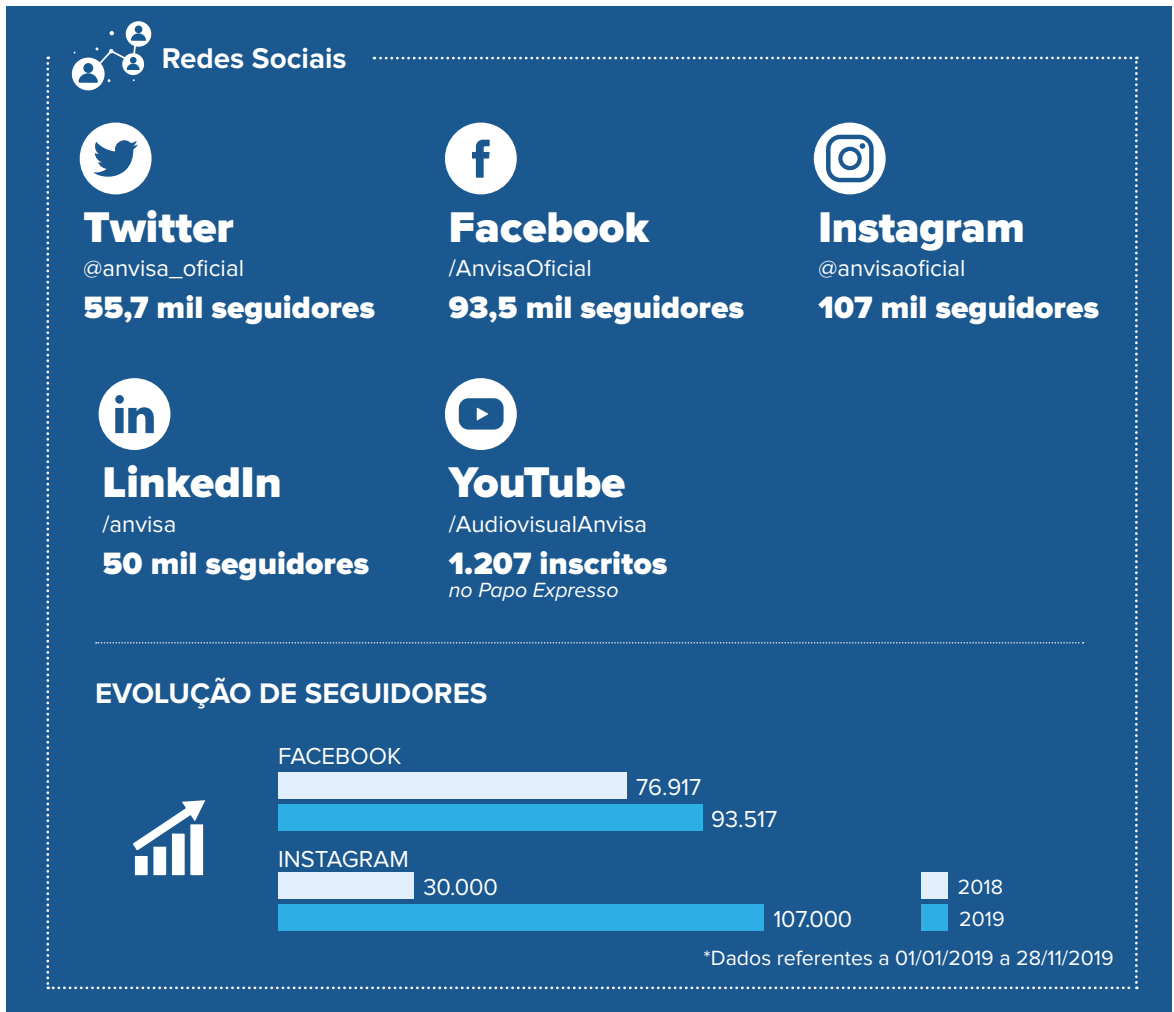 Redes Sociais
Twitter
@anvisa_oficial
55,7 mil seguidores
Facebook
/AnvisaOficial
93,5 mil seguidores
Instagram
@anvisaoficial
107 mil seguidores
in
LinkedIn
/anvisa
50 mil seguidores
YouTube
/AudiovisualAnvisa
1.207 inscritos
no Papo Expresso
EVOLUÇÃO DE SEGUIDORES
FACEBOOK
76.917
93.517
INSTAGRAM
30.000
107.000
2018
2019
*Dados referentes a 01/01/2019 a 28/11/2019